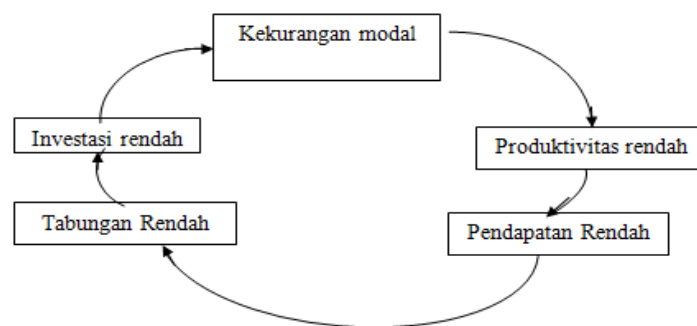 Kekurangan modal
Investasi rendah
Produktivitas rendah
Tabungan Rendah
Pendapatan Rendah